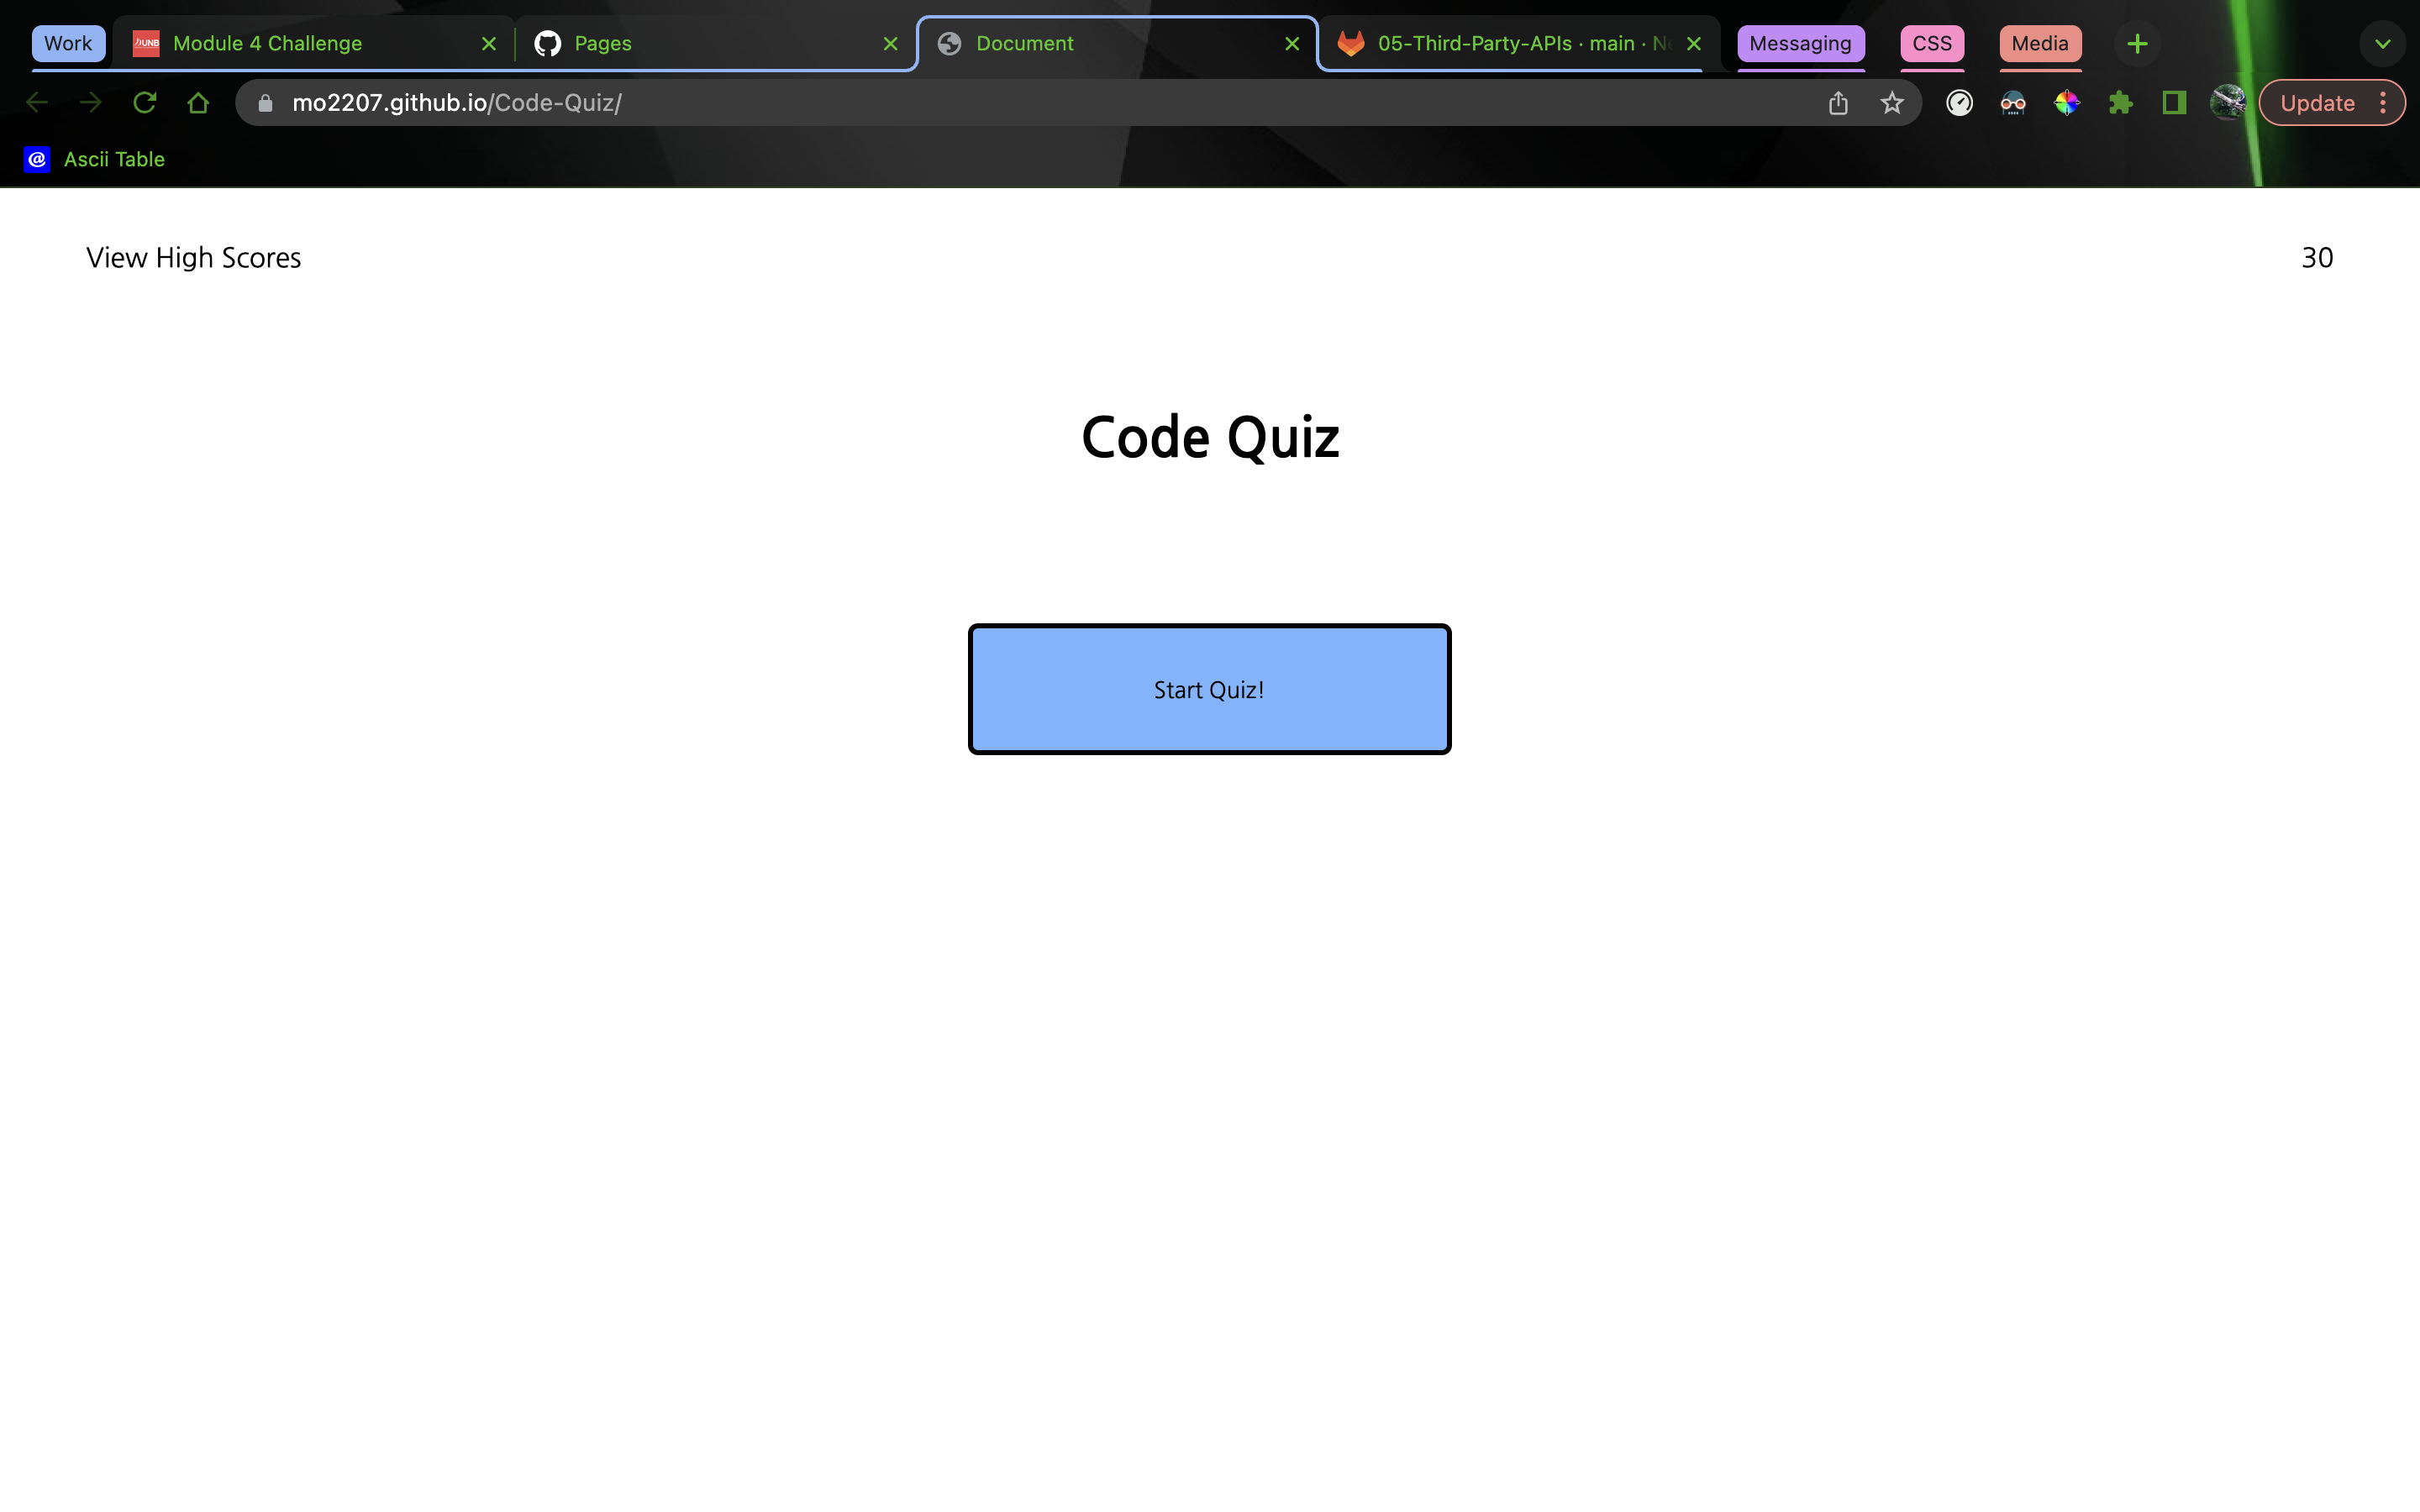 Work
UNB
Module 4 Challenge
Pages
Document
05-Third-Party-APIs · main ·
Messaging
CSS
Media
mo2207.github.io/Code-Quiz/
Update
@ Ascii Table
View High Scores
30
Code Quiz
Start Quiz!